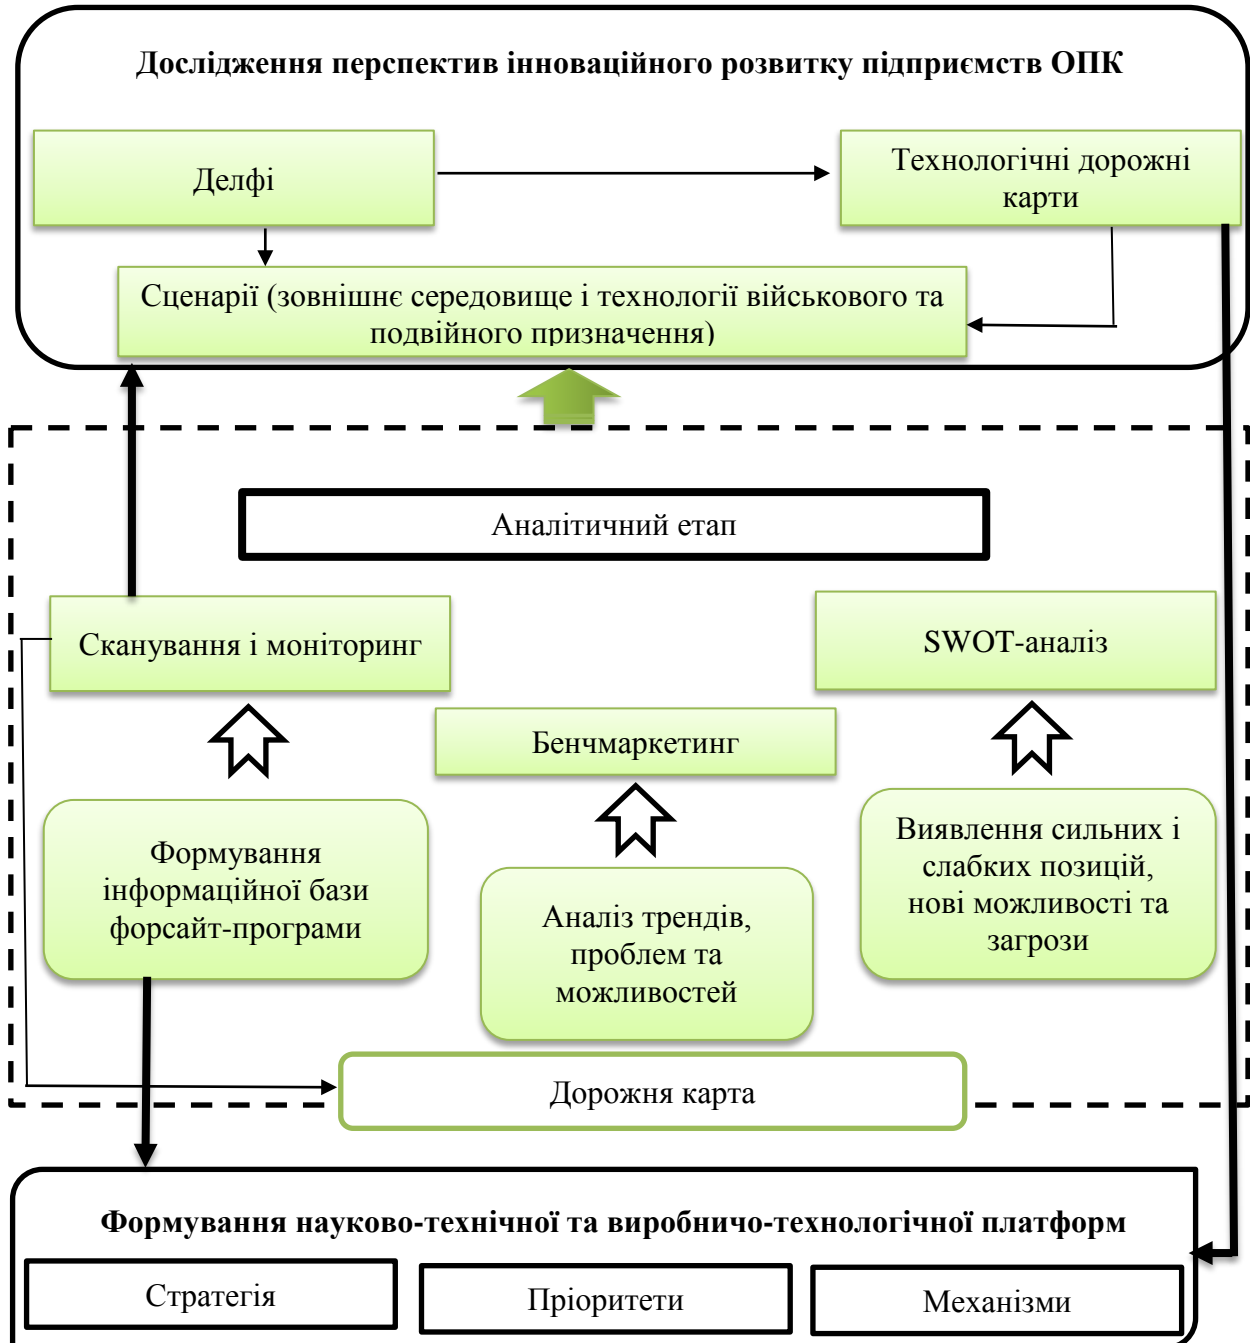 Дослідження перспектив інноваційного розвитку підприємств ОПК
Делфі
Технологічні дорожні
карти
Сценарії (зовнішнє середовище і технології військового та
подвійного призначення)
Аналітичний етап
Сканування і моніторинг
SWOT-аналіз
Бенчмаркетинг
Формування
інформаційної бази
форсайт-програми
Аналіз трендів,
проблем та
можливостей
Виявлення сильних і
слабких позицій,
нові можливості та
загрози
Дорожня карта
Формування науково-технічної та виробничо-технологічної платформ
Стратегія
Пріоритети
Механізми